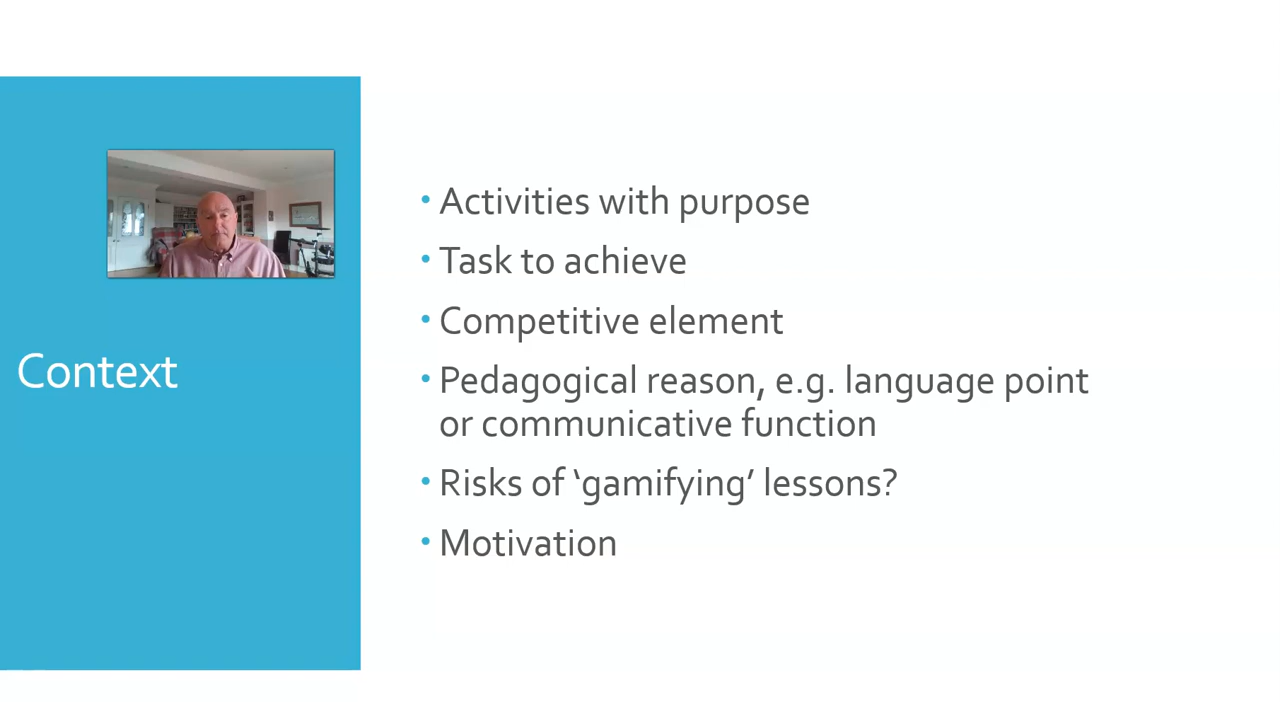 Context
• Activities with purpose
• Task to achieve
• Competitive element
• Pedagogical reason, e.g. language point
or communicative function
• Risks of ‘gamifying’ lessons?
• Motivation